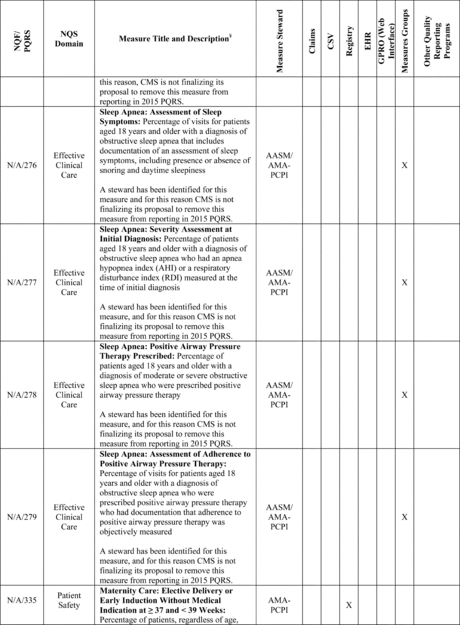 NQF/
PQRS
NQS
Domain
Measure Title and Description¥
Measure Steward
Claims
CSV
Registry
EHR
GPRO (Web
Interface)
Measures Groups
Other Quality
Reporting
Programs
this reason, CMS is not finalizing its
proposal to remove this measure from
reporting in 2015 PQRS.
N/A/276
Effective
Clinical
Care
Sleep Apnea: Assessment of Sleep
Symptoms: Percentage of visits for patients
aged 18 years and older with a diagnosis of
obstructive sleep apnea that includes
documentation of an assessment of sleep
symptoms, including presence or absence of
snoring and daytime sleepiness
A steward has been identified for this
measure and for this reason CMS is not
finalizing its proposal to remove this
measure from reporting in 2015 PQRS.
AASM/
AMA-
PCPI
X
N/A/277
Effective
Clinical
Care
Sleep Apnea: Severity Assessment at
Initial Diagnosis: Percentage of patients
aged 18 years and older with a diagnosis of
obstructive sleep apnea who had an apnea
hypopnea index (AHI) or a respiratory
disturbance index (RDI) measured at the
time of initial diagnosis
A steward has been identified for this
measure, and for this reason CMS is not
finalizing its proposal to remove this
measure from reporting in 2015 PQRS.
AASM/
AMA-
PCPI
X
N/A/278
Effective
Clinical
Care
Sleep Apnea: Positive Airway Pressure
Therapy Prescribed: Percentage of
patients aged 18 years and older with a
diagnosis of moderate or severe obstructive
sleep apnea who were prescribed positive
airway pressure therapy
A steward has been identified for this
measure, and for this reason CMS is not
finalizing its proposal to remove this
measure from reporting in 2015 PQRS.
AASM/
AMA-
PCPI
X
N/A/279
Effective
Clinical
Care
Sleep Apnea: Assessment of Adherence to
Positive Airway Pressure Therapy:
Percentage of visits for patients aged 18
years and older with a diagnosis of
obstructive sleep apnea who were
prescribed positive airway pressure therapy
who had documentation that adherence to
positive airway pressure therapy was
objectively measured
A steward has been identified for this
measure, and for this reason CMS is not
finalizing its proposal to remove this
measure from reporting in 2015 PQRS.
AASM/
AMA-
PCPI
X
N/A/335
Patient
Safety
Maternity Care: Elective Delivery or
Early Induction Without Medical
Indication at ≥ 37 and < 39 Weeks:
Percentage of patients, regardless of age,
AMA-
PCPI
X